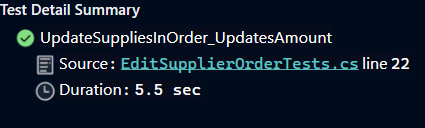 Test Detail Summary
UpdateSuppliesInOrder_UpdatesAmount
Source: EditSupplierOrderTests.cs line 22
Duration: 5.5 sec